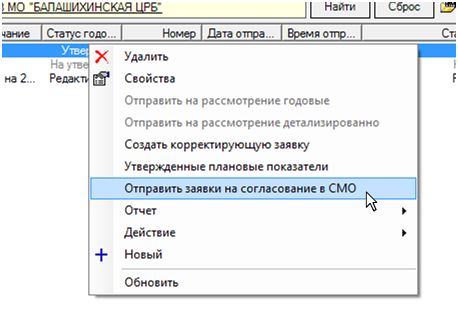 З МО "БАЛАШИХИНСКАЯ ЦРБ" Найти Сброс
чание Статус годо... Номер Дата отпра... Время отпр... Ста
Утвер
На утве
на 2... Редакти
Удалить
Свойства
Отправить на рассмотрение годовые
Отправить на рассмотрение детализированно
Создать корректирующую заявку
Утвержденные плановые показатели
Отправить заявки на согласование в СМО
Отчет
Действие
Новый
Обновить